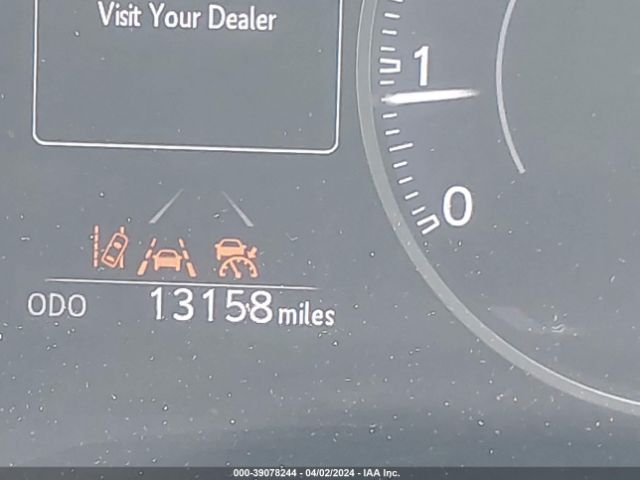 Visit Your Dealer
1
0
ODO 13158 miles
000-39078244 - 04/02/2024 - IAA Inc.